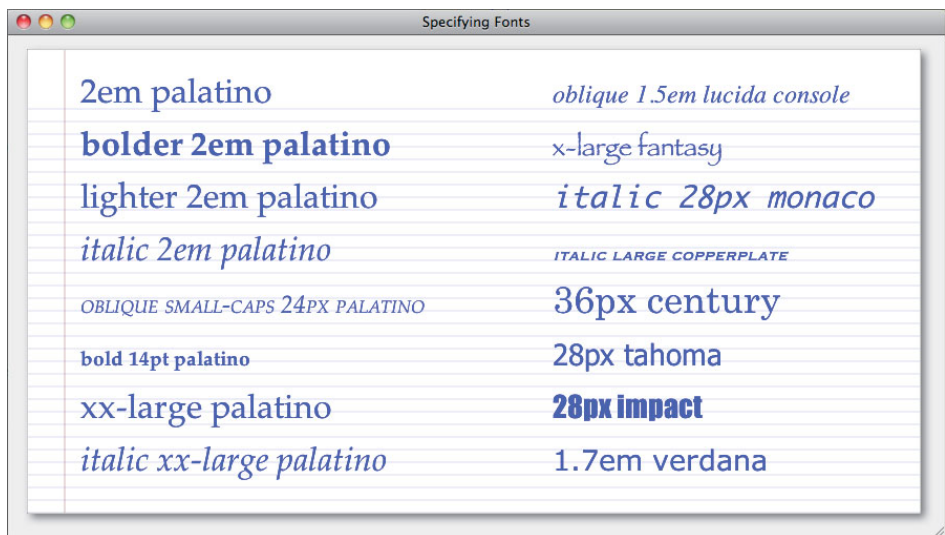 Specifying Fonts
2em palatino
bolder 2em palatino
lighter 2em palatino
italic 2em palatino
OBLIQUE SMALL-CAPS 24PX PALATINO
bold 14pt palatino
xx-large palatino
italic xx-large palatino
oblique 1.5em lucida console
x-large fantasy
italic 28px monaco
ITALIC LARGE COPPERPLATE
36px century
28px tahoma
28px impact
1.7em verdana